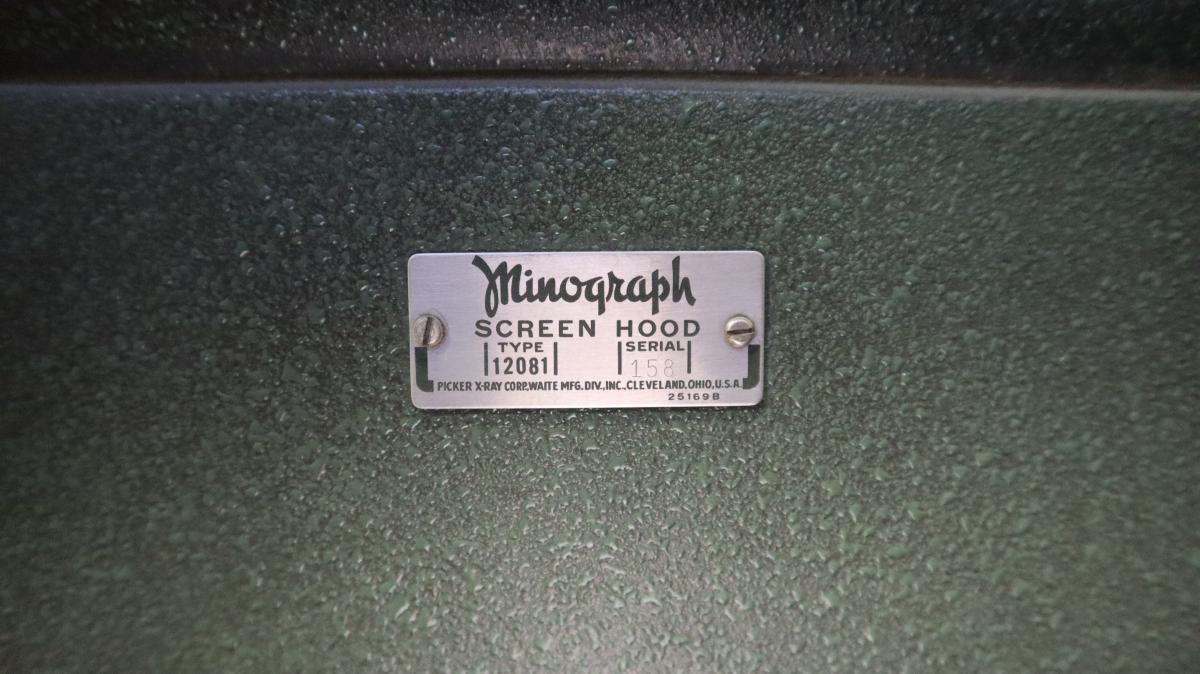 Minograph
SCREEN HOOD
TYPE SERIAL
12081 158
PICKER X-RAY CORP. WAITE MFG. DIV., INC., CLEVELAND, OHIO, U.S.A.
25169B